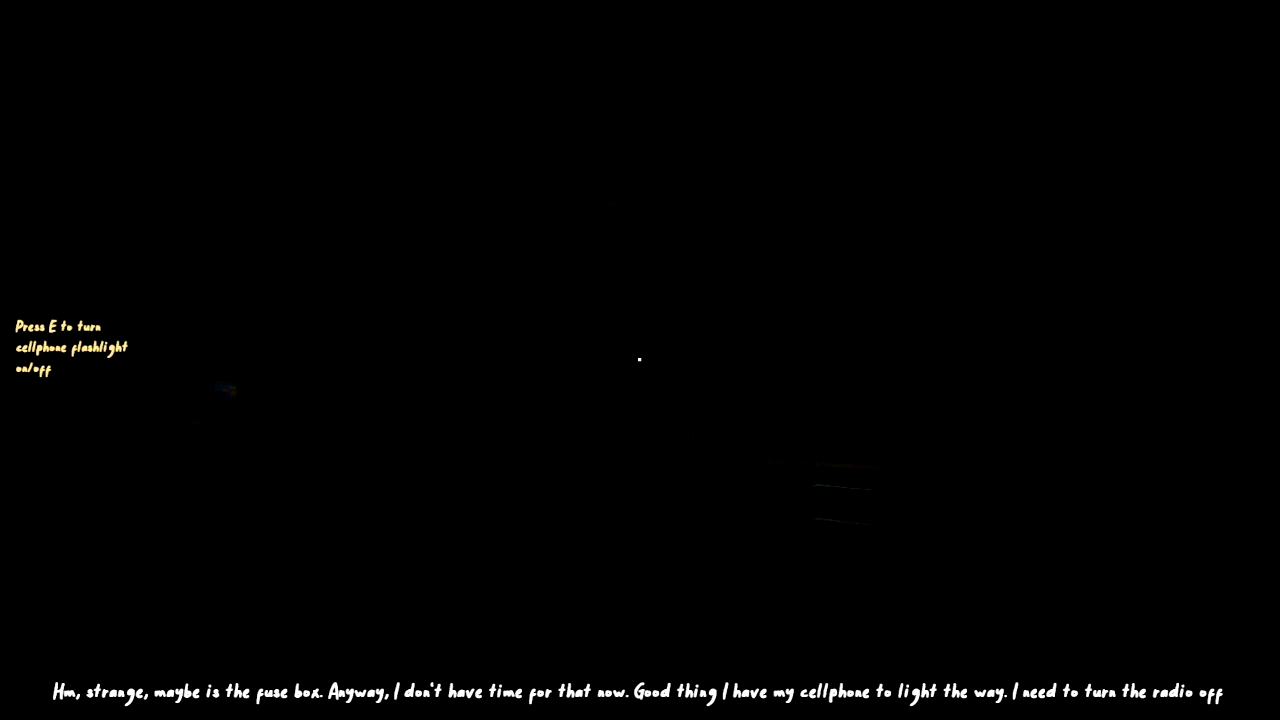 Press E to turn
cellphone flashlight
on/off
Hm, strange, maybe is the fuse box. Anyway, I don't have time for that now. Good thing I have my cellphone to light the way. I need to turn the radio off